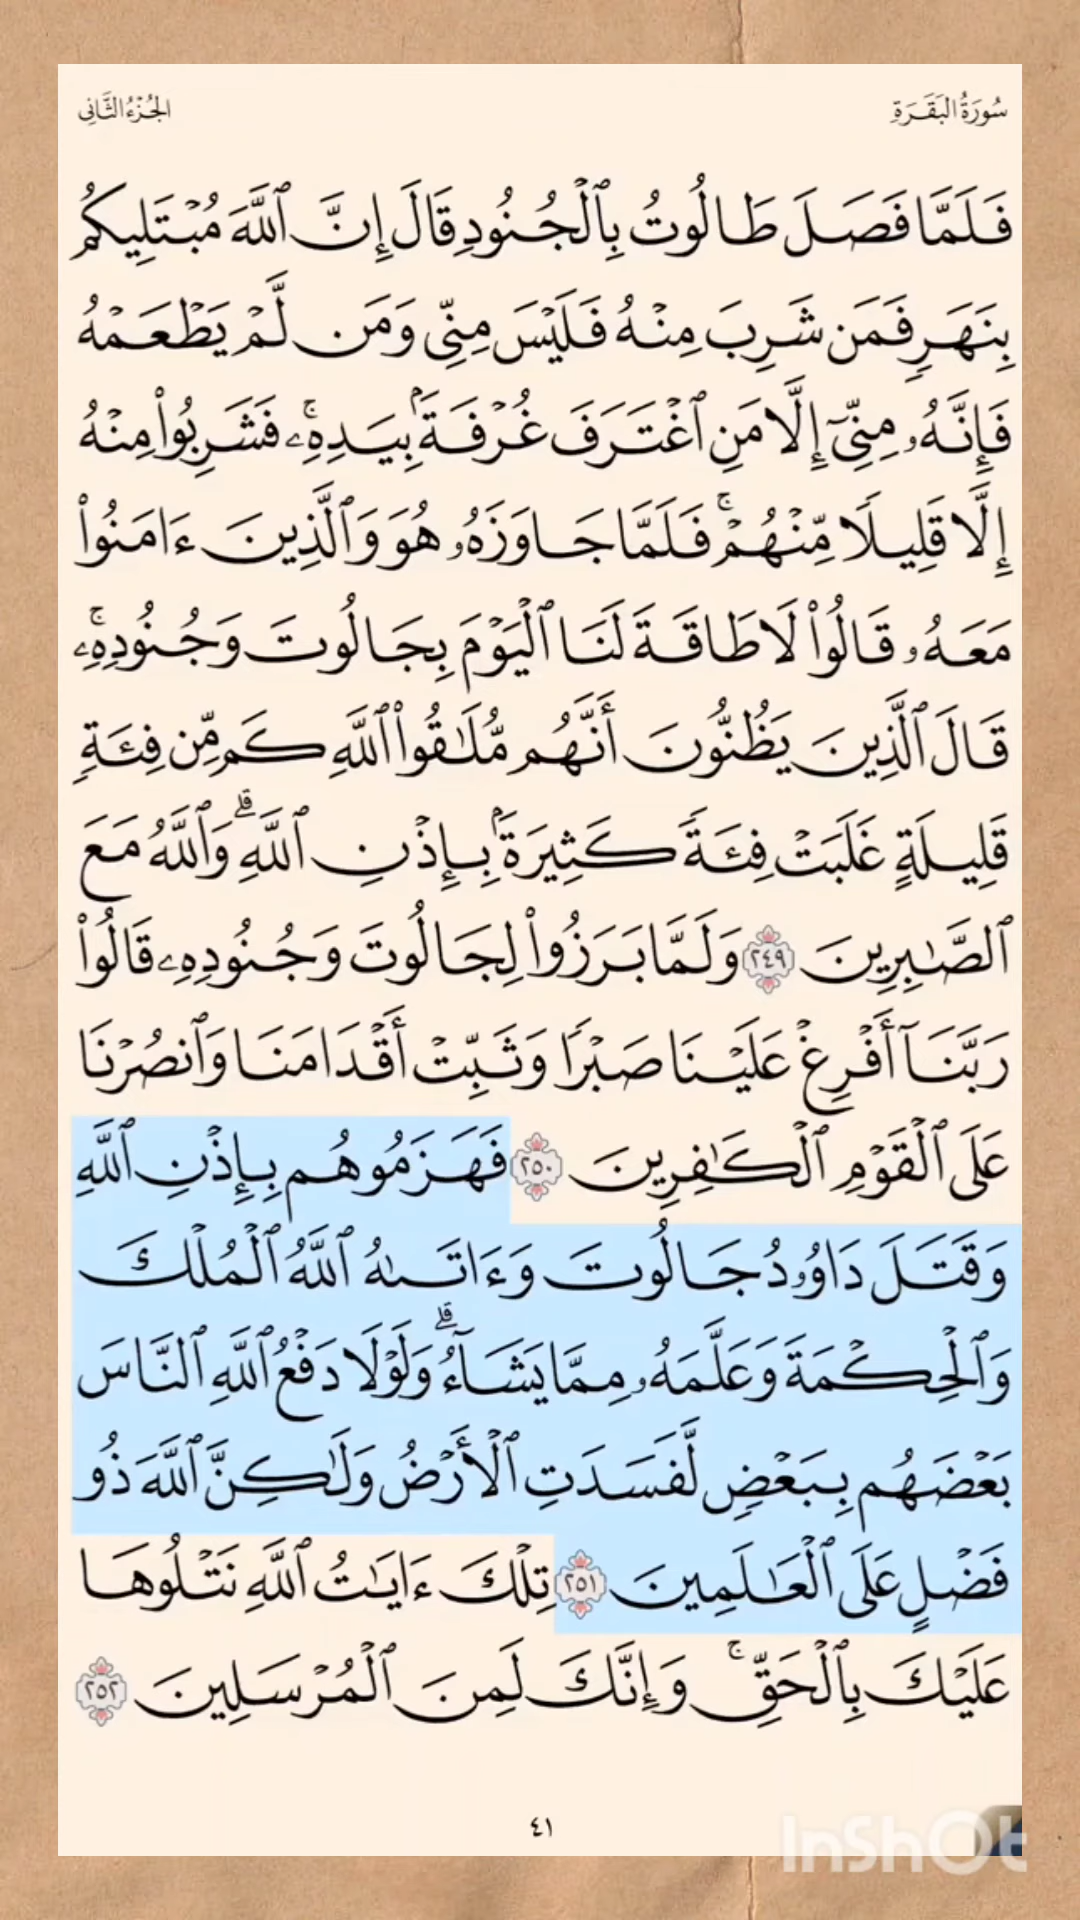 سُورَةُ البَقَرَةِ
الجُزْءُ الثَّانِي
فَلَمَّا فَصَلَ طَالُوتُ بِٱلْجُنُودِ قَالَ إِنَّ ٱللَّهَ مُبْتَلِيكُم
بِنَهَرٍ فَمَن شَرِبَ مِنْهُ فَلَيْسَ مِنِّي وَمَن لَّمْ يَطْعَمْهُ
فَإِنَّهُۥ مِنِّيٓ إِلَّا مَنِ ٱغْتَرَفَ غُرْفَةَۢ بِيَدِهِۦۚ فَشَرِبُوا۟ مِنْهُ
إِلَّا قَلِيلًا مِّنْهُمْۚ فَلَمَّا جَاوَزَهُۥ هُوَ وَٱلَّذِينَ ءَامَنُوا۟
مَعَهُۥ قَالُوا۟ لَا طَاقَةَ لَنَا ٱلْيَوْمَ بِجَالُوتَ وَجُنُودِهِۦۚ
قَالَ ٱلَّذِينَ يَظُنُّونَ أَنَّهُم مُّلَٰقُوا۟ ٱللَّهِ كَم مِّن فِئَةٍ
قَلِيلَةٍ غَلَبَتْ فِئَةً كَثِيرَةَۢ بِإِذْنِ ٱللَّهِۗ وَٱللَّهُ مَعَ
ٱلصَّٰبِرِينَ ٢٤٩ وَلَمَّا بَرَزُوا۟ لِجَالُوتَ وَجُنُودِهِۦ قَالُوا۟
رَبَّنَآ أَفْرِغْ عَلَيْنَا صَبْرًا وَثَبِّتْ أَقْدَامَنَا وَٱنصُرْنَا
عَلَى ٱلْقَوْمِ ٱلْكَٰفِرِينَ ٢٥٠ فَهَزَمُوهُم بِإِذْنِ ٱللَّهِ
وَقَتَلَ دَاوُۥدُ جَالُوتَ وَءَاتَىٰهُ ٱللَّهُ ٱلْمُلْكَ
وَٱلْحِكْمَةَ وَعَلَّمَهُۥ مِمَّا يَشَآءُۗ وَلَوْلَا دَفْعُ ٱللَّهِ ٱلنَّاسَ
بَعْضَهُم بِبَعْضٍ لَّفَسَدَتِ ٱلْأَرْضُ وَلَٰكِنَّ ٱللَّهَ ذُو
فَضْلٍ عَلَى ٱلْعَٰلَمِينَ ٢٥١ تِلْكَ ءَايَٰتُ ٱللَّهِ نَتْلُوهَا
عَلَيْكَ بِٱلْحَقِّۚ وَإِنَّكَ لَمِنَ ٱلْمُرْسَلِينَ ٢٥٢
٤١
InShOt